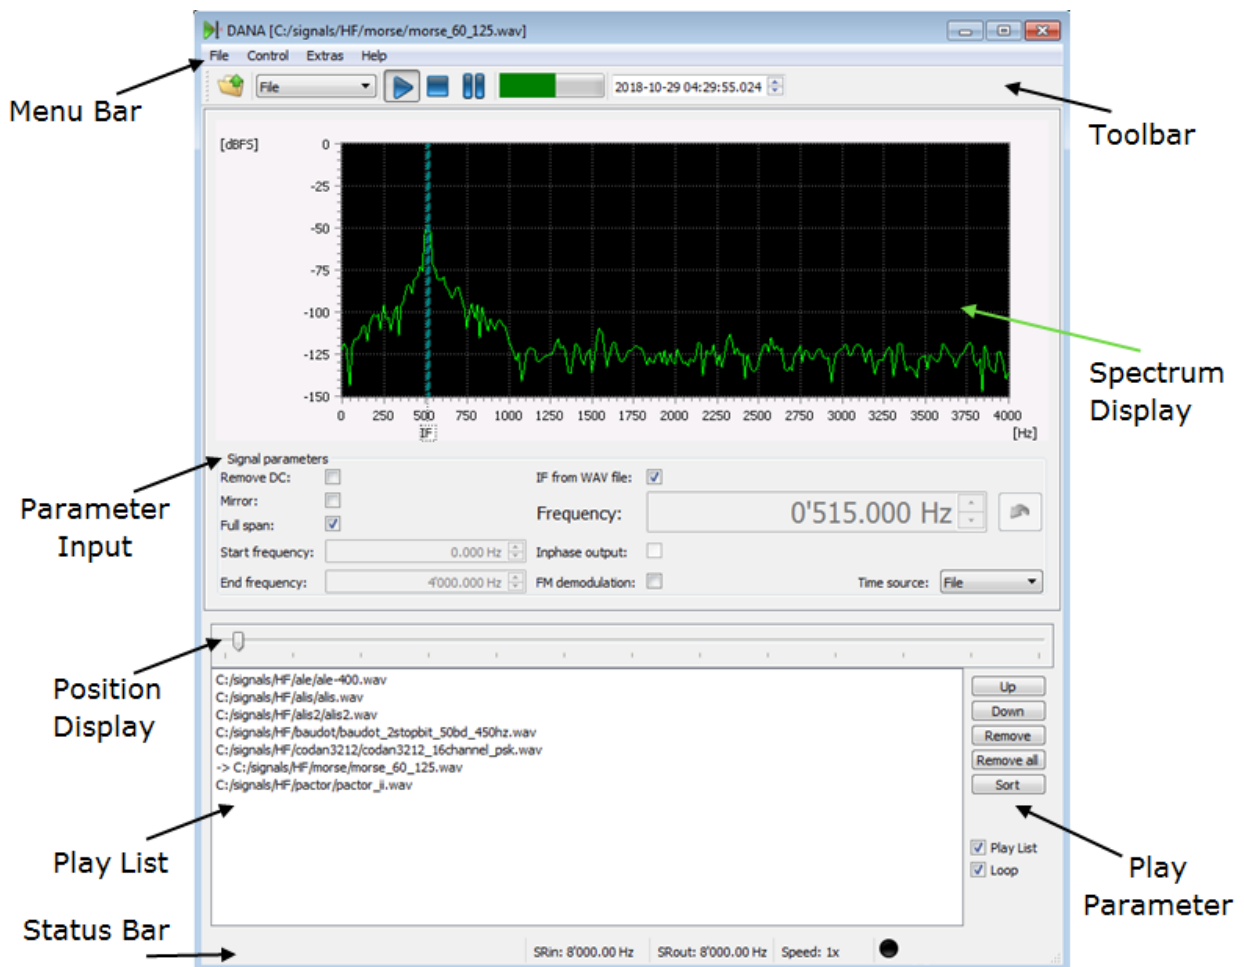 DANA [C:/signals/HF/morse/morse_60_125.wav]
File Control Extras Help
File 2018-10-29 04:29:55.024
Menu Bar
Toolbar
[dBFS]
0
-25
-50
-75
-100
-125
-150
0 250 500 750 1000 1250 1500 1750 2000 2250 2500 2750 3000 3250 3500 3750 4000
IF [Hz]
Spectrum
Display
Signal parameters
Remove DC: IF from WAV file:
Mirror:
Full span: Frequency: 0'515.000 Hz
Start frequency: 0.000 Hz Inphase output:
End frequency: 4'000.000 Hz FM demodulation: Time source: File
Parameter
Input
Position
Display
C:/signals/HF/ale/ale-400.wav
C:/signals/HF/alis/alis.wav
C:/signals/HF/alis2/alis2.wav
C:/signals/HF/baudot/baudot_2stopbit_50bd_450hz.wav
C:/signals/HF/codan3212/codan3212_16channel_psk.wav
-> C:/signals/HF/morse/morse_60_125.wav
C:/signals/HF/pactor/pactor_ii.wav
Up
Down
Remove
Remove all
Sort
Play List
Loop
Play List
Play
Parameter
Status Bar
SRin: 8'000.00 Hz SRout: 8'000.00 Hz Speed: 1x